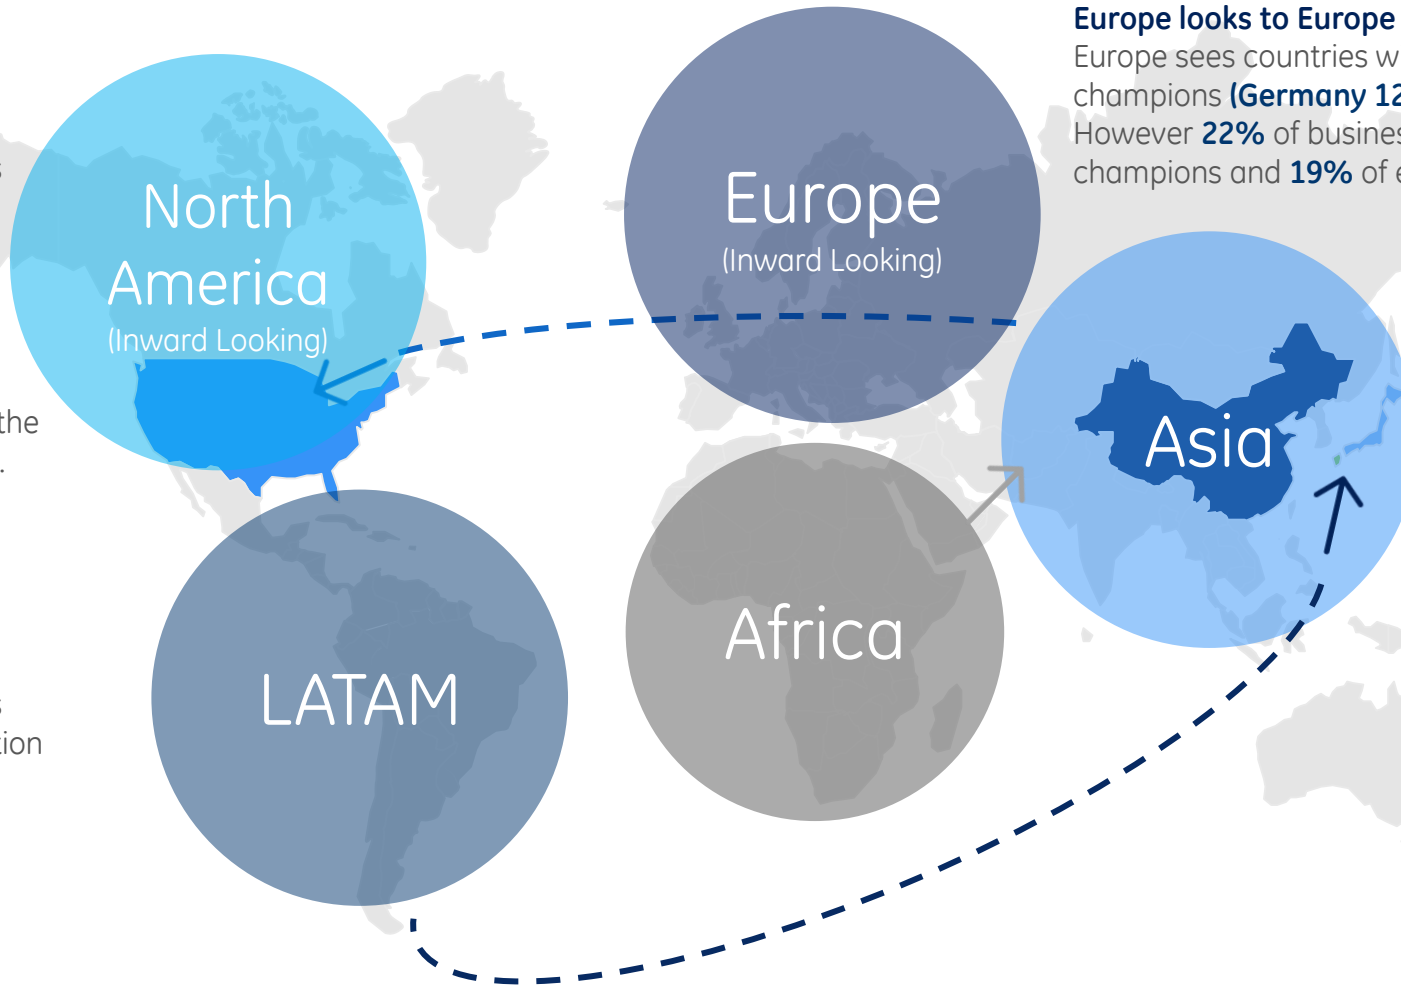 Europe looks to Europe
Europe sees countries w
champions (Germany 12
However 22% of busines
champions and 19% of e
North
America
(Inward Looking)
Europe
(Inward Looking)
s
the
.
Asia
Africa
LATAM
s
tion